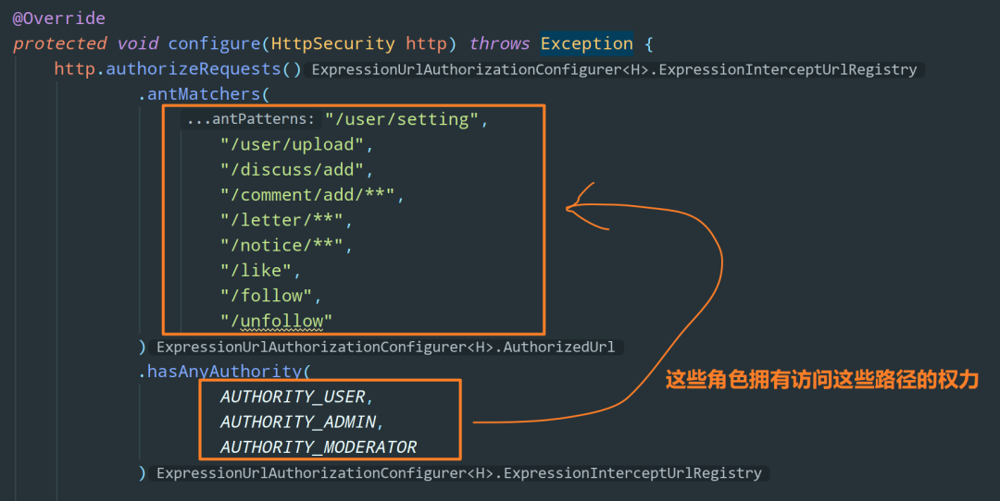 @Override
protected void configure(HttpSecurity http) throws Exception {
http.authorizeRequests() ExpressionUrlAuthorizationConfigurer<H>.ExpressionInterceptUrlRegistry
.antMatchers(
...antPatterns: "/user/setting",
"/user/upload",
"/discuss/add",
"/comment/add/**",
"/letter/**",
"/notice/**",
"/like",
"/follow",
"/unfollow"
) ExpressionUrlAuthorizationConfigurer<H>.AuthorizedUrl
.hasAnyAuthority(
这些角色拥有访问这些路径的权力
AUTHORITY_USER,
AUTHORITY_ADMIN,
AUTHORITY_MODERATOR
) ExpressionUrlAuthorizationConfigurer<H>.ExpressionInterceptUrlRegistry